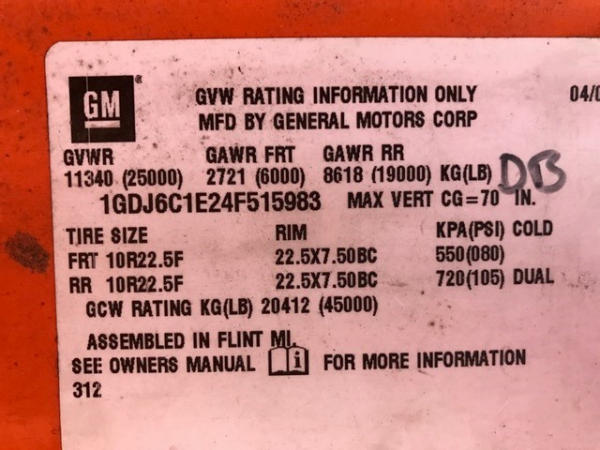 GM
GVW RATING INFORMATION ONLY 04/0
MFD BY GENERAL MOTORS CORP
GVWR GAWR FRT GAWR RR
11340 (25000) 2721 (6000) 8618 (19000) KG(LB) DB
1GDJ6C1E24F515983 MAX VERT CG=70 IN.
TIRE SIZE RIM KPA(PSI) COLD
FRT 10R22.5F 22.5X7.50BC 550(080)
RR 10R22.5F 22.5X7.50BC 720(105) DUAL
GCW RATING KG(LB) 20412 (45000)
ASSEMBLED IN FLINT MI.
SEE OWNERS MANUAL i FOR MORE INFORMATION
312